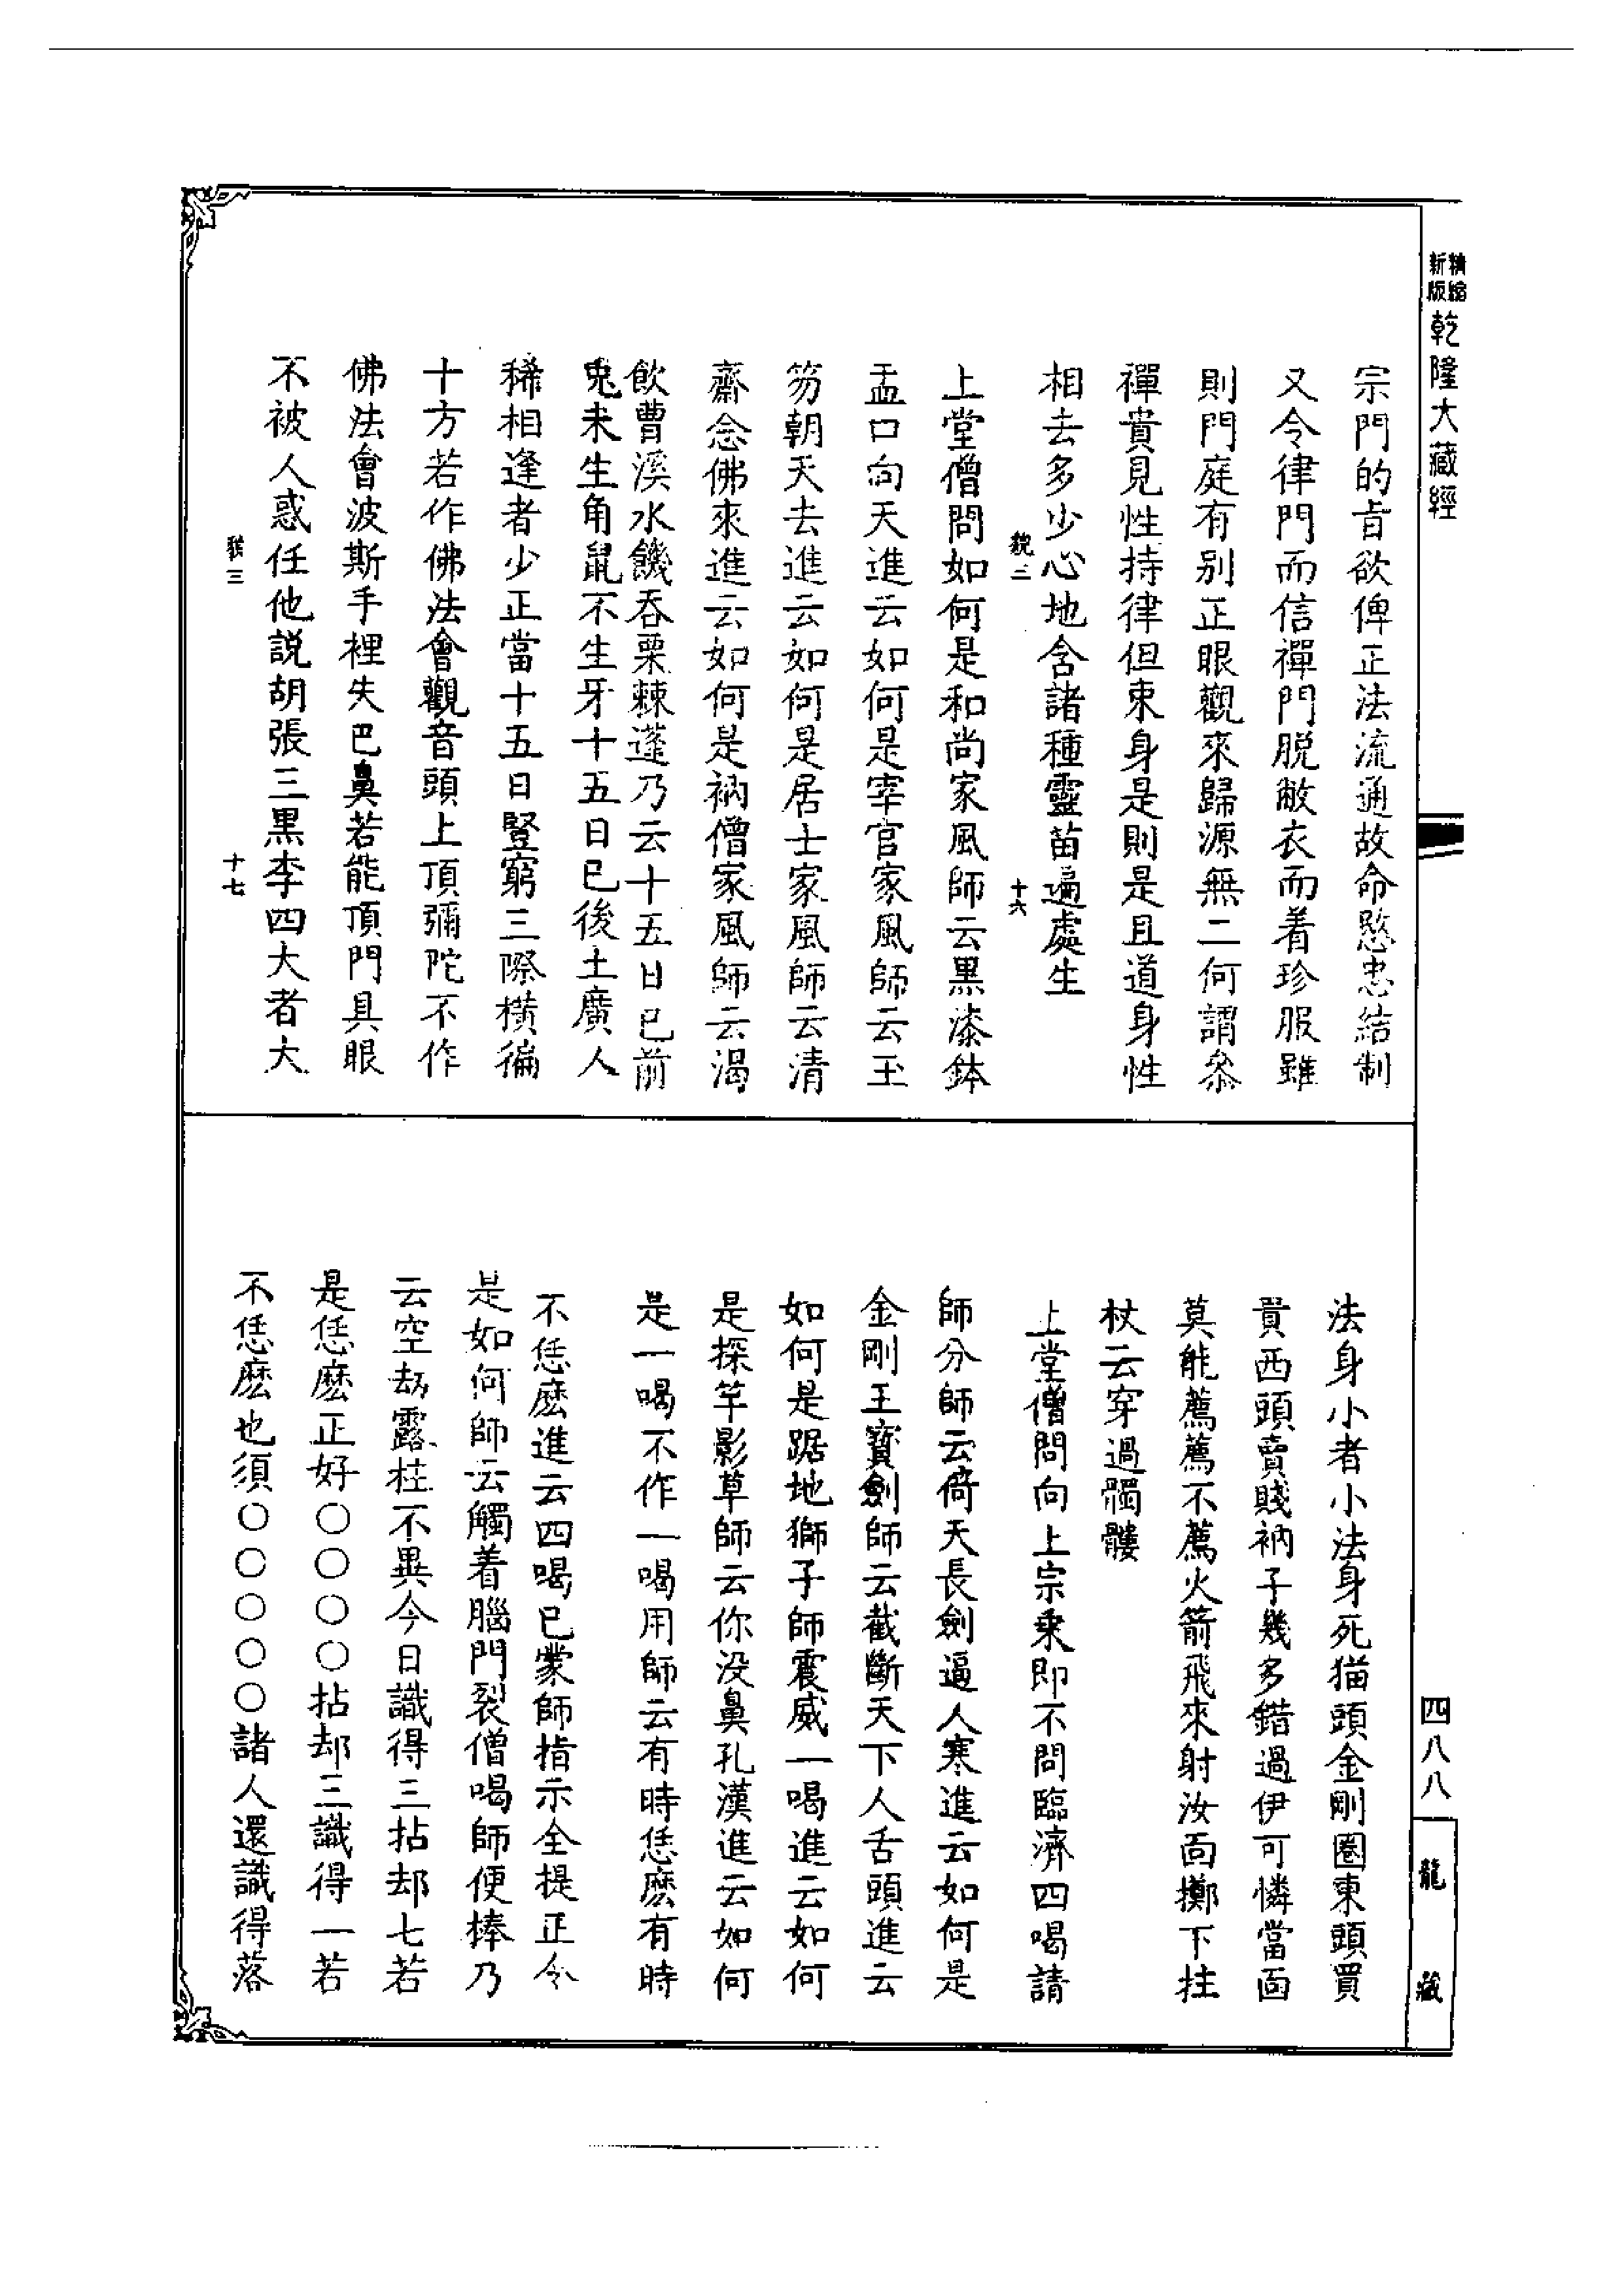 精縮
新版
乾隆大藏經
宗門的旨欲俾正法流通故命愍忠結制
又令律門而信禪門脫敝衣而着珍服雖
則門庭有别正眼觀來歸源無二何謂叅
禪貴見性持律但束身是則是且道身性
相去多少心地含諸種靈苗遍處生
三
十六
上堂僧問如何是和尚家風師云黑漆鉢
盂口向天進云如何是宰官家風師云玉
笏朝天去進云如何是居士家風師云清
齋念佛來進云如何是衲僧家風師云渴
飲曹溪水饑吞栗棘蓬乃云十五日已前
兎未生角鼠不生牙十五日已後土廣人
稀相逢者少正當十五日豎窮三際橫徧
十方若作佛法會觀音頭上頂彌陀不作
佛法會波斯手裡失巴鼻若能頂門具眼
不被人惑任他説胡張三黑李四大者大
三
十七
法身小者小法身死猫頭金剛圈東頭買
貴西頭賣賤衲子幾多錯過伊可憐當面
莫能薦薦不薦火箭飛來射汝面擲下拄
杖云穿過髑髏
上堂僧問向上宗乘即不問臨濟四喝請
師分師云倚天長劍逼人寒進云如何是
金剛王寶劍師云截斷天下人舌頭進云
如何是踞地獅子師震威一喝進云如何
是探竿影草師云你没鼻孔漢進云如何
是一喝不作一喝用師云有時恁麽有時
不恁麽進云四喝已蒙師指示全提正令
是如何師云觸着腦門裂僧喝師便棒乃
云空劫露柱不異今日識得三拈却七若
是恁麽正好〇〇〇〇拈却三識得一若
不恁麽也須〇〇〇〇〇諸人還識得落
四八八
龍藏